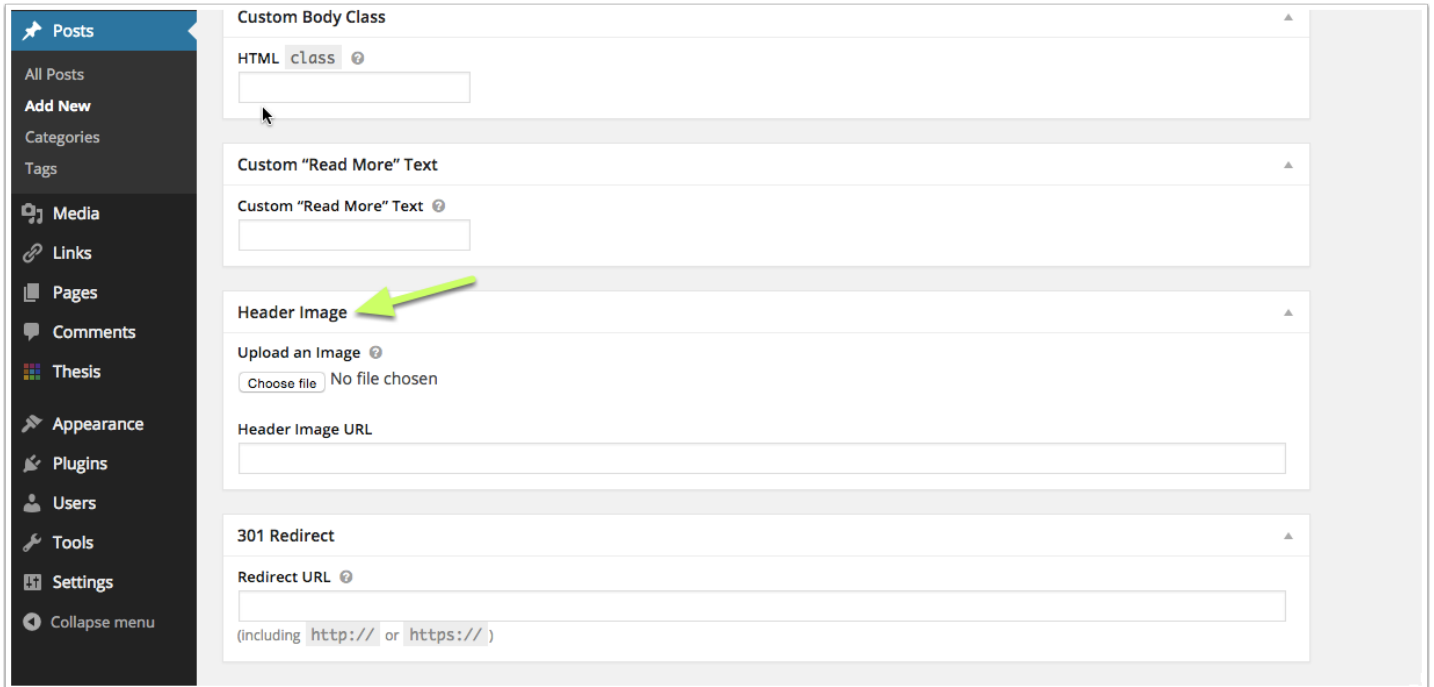 Posts
All Posts
Add New
Categories
Tags
Media
Links
Pages
Comments
Thesis
Appearance
Plugins
Users
Tools
Settings
Collapse menu
Custom Body Class
HTML class ?
Custom “Read More” Text
Custom “Read More” Text ?
Header Image
Upload an Image ?
Choose file No file chosen
Header Image URL
301 Redirect
Redirect URL ?
(including http:// or https:// )